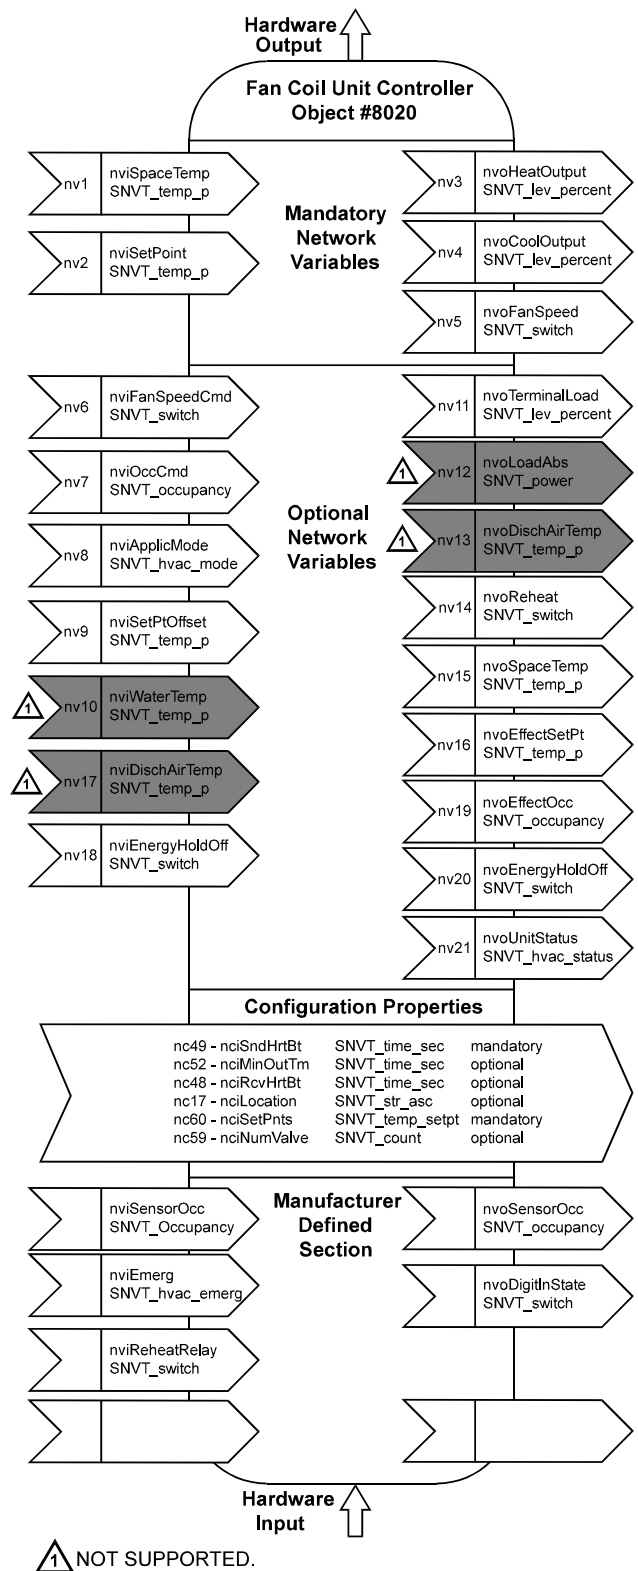 Hardware
Output
Fan Coil Unit Controller
Object #8020
nv1
nviSpaceTemp
SNVT_temp_p
nv2
nviSetPoint
SNVT_temp_p
Mandatory
Network
Variables
nv3
nvoHeatOutput
SNVT_lev_percent
nv4
nvoCoolOutput
SNVT_lev_percent
nv5
nvoFanSpeed
SNVT_switch
nv6
nviFanSpeedCmd
SNVT_switch
nv7
nviOccCmd
SNVT_occupancy
nv8
nviApplicMode
SNVT_hvac_mode
nv9
nviSetPtOffset
SNVT_temp_p
1
nv10
nviWaterTemp
SNVT_temp_p
1
nv17
nviDischAirTemp
SNVT_temp_p
nv18
nviEnergyHoldOff
SNVT_switch
Optional
Network
Variables
nv11
nvoTerminalLoad
SNVT_lev_percent
1
nv12
nvoLoadAbs
SNVT_power
1
nv13
nvoDischAirTemp
SNVT_temp_p
nv14
nvoReheat
SNVT_switch
nv15
nvoSpaceTemp
SNVT_temp_p
nv16
nvoEffectSetPt
SNVT_temp_p
nv19
nvoEffectOcc
SNVT_occupancy
nv20
nvoEnergyHoldOff
SNVT_switch
nv21
nvoUnitStatus
SNVT_hvac_status
Configuration Properties
nc49 - nciSndHrtBt SNVT_time_sec mandatory
nc52 - nciMinOutTm SNVT_time_sec optional
nc48 - nciRcvHrtBt SNVT_time_sec optional
nc17 - nciLocation SNVT_str_asc optional
nc60 - nciSetPnts SNVT_temp_setpt mandatory
nc59 - nciNumValve SNVT_count optional
nviSensorOcc
SNVT_Occupancy
nviEmerg
SNVT_hvac_emerg
nviReheatRelay
SNVT_switch
Manufacturer
Defined
Section
nvoSensorOcc
SNVT_occupancy
nvoDigitInState
SNVT_switch
Hardware
Input
1 NOT SUPPORTED.